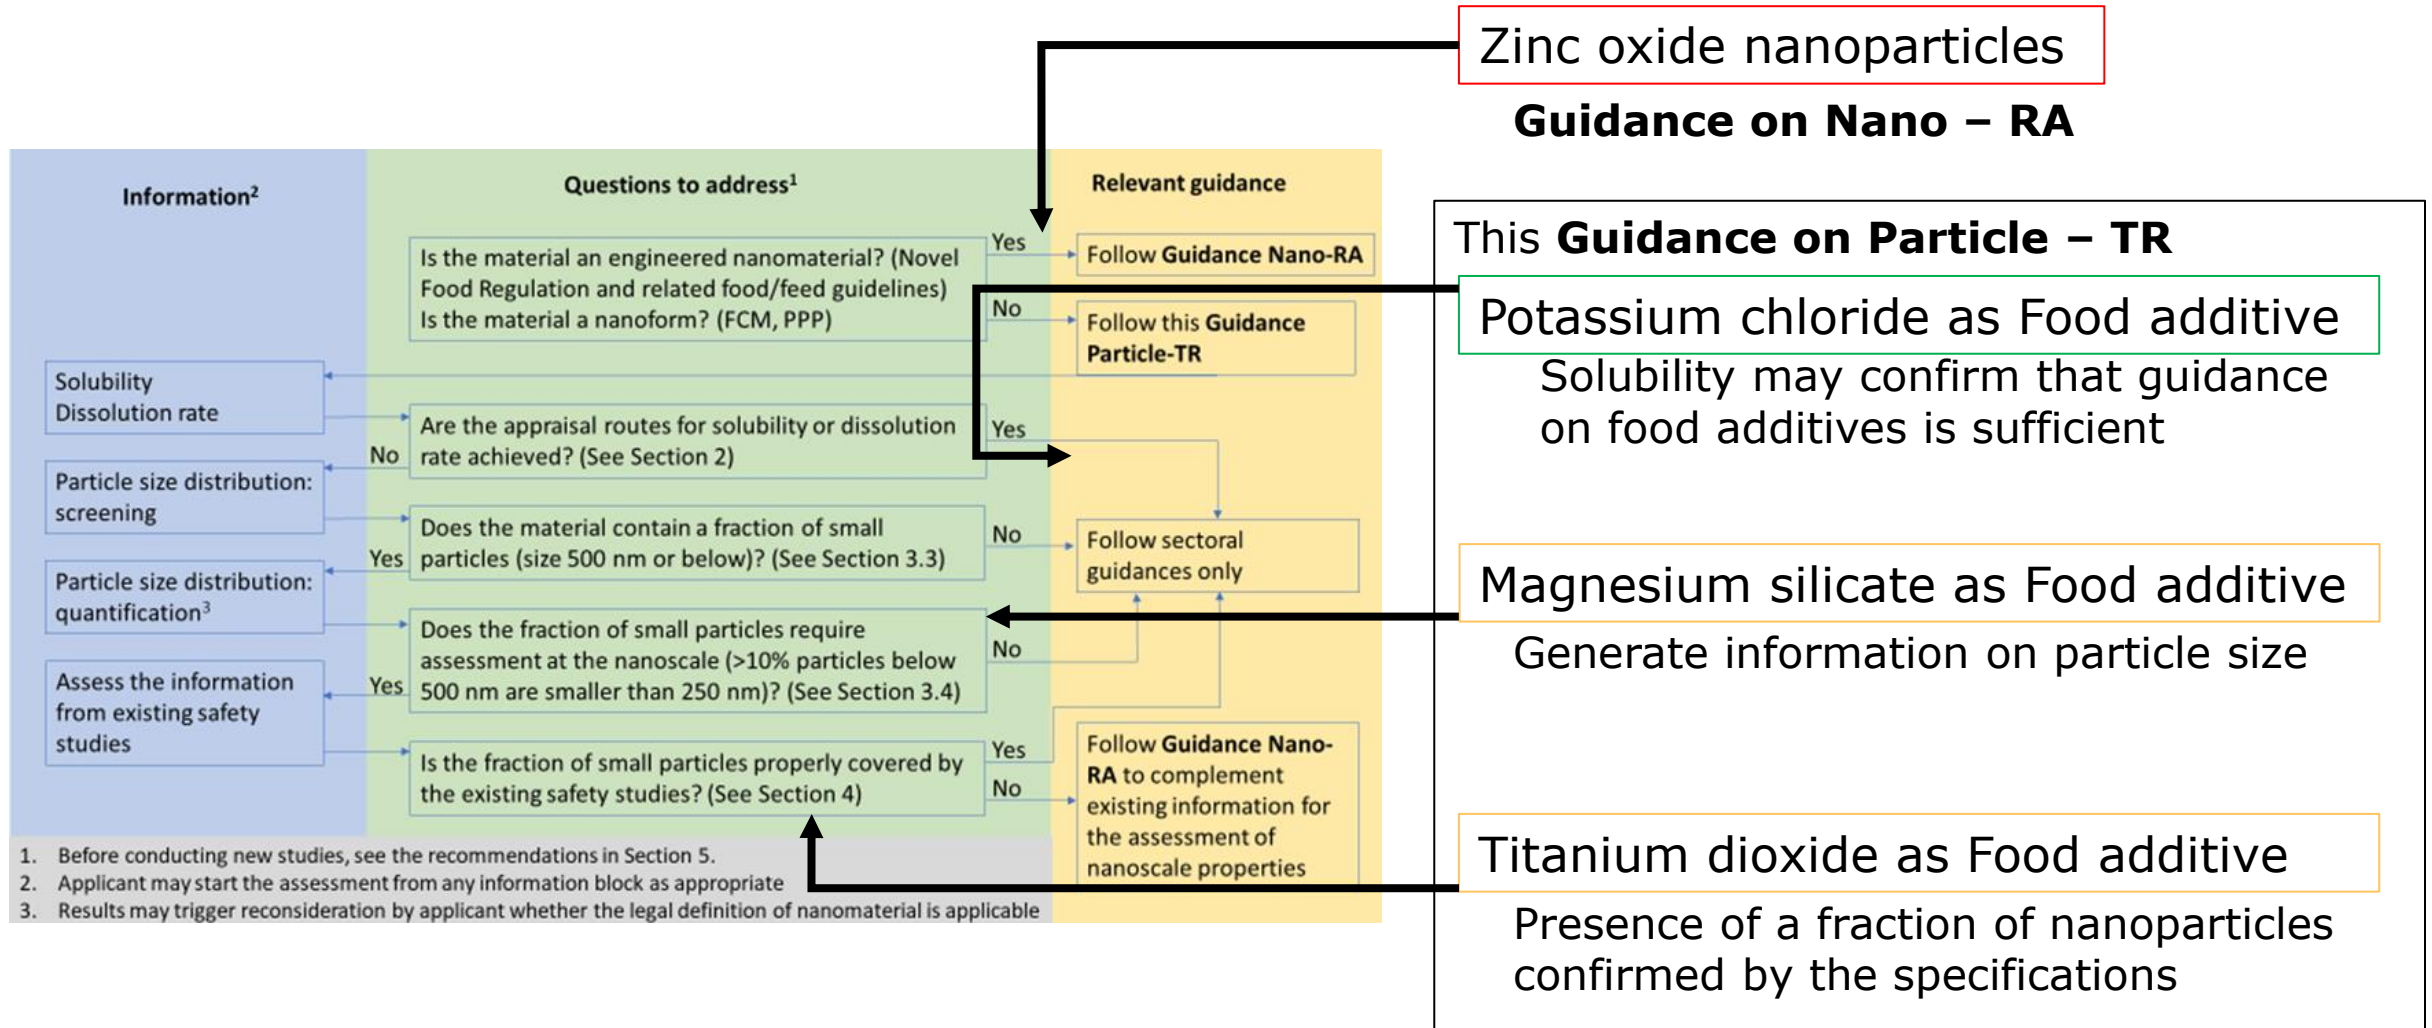 Zinc oxide nanoparticles
Guidance on Nano – RA
Information²
Questions to address¹
Relevant guidance
Is the material an engineered nanomaterial? (Novel
Food Regulation and related food/feed guidelines)
Is the material a nanoform? (FCM, PPP)
Yes
No
Follow Guidance Nano-RA
Follow this Guidance
Particle-TR
Solubility
Dissolution rate
Are the appraisal routes for solubility or dissolution
rate achieved? (See Section 2)
Yes
No
Particle size distribution:
screening
Does the material contain a fraction of small
particles (size 500 nm or below)? (See Section 3.3)
No
Yes
Follow sectoral
guidances only
Particle size distribution:
quantification³
Does the fraction of small particles require
assessment at the nanoscale (>10% particles below
500 nm are smaller than 250 nm)? (See Section 3.4)
No
Yes
Assess the information
from existing safety
studies
Is the fraction of small particles properly covered by
the existing safety studies? (See Section 4)
Yes
No
Follow Guidance Nano-
RA to complement
existing information for
the assessment of
nanoscale properties
1. Before conducting new studies, see the recommendations in Section 5.
2. Applicant may start the assessment from any information block as appropriate
3. Results may trigger reconsideration by applicant whether the legal definition of nanomaterial is applicable
This Guidance on Particle – TR
Potassium chloride as Food additive
Solubility may confirm that guidance
on food additives is sufficient
Magnesium silicate as Food additive
Generate information on particle size
Titanium dioxide as Food additive
Presence of a fraction of nanoparticles
confirmed by the specifications